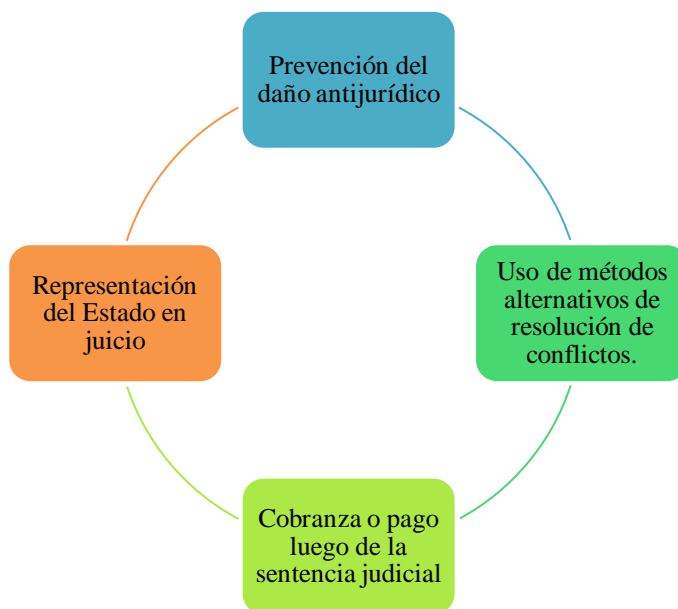 Prevención del
daño antijurídico
Uso de métodos
alternativos de
resolución de
conflictos.
Cobranza o pago
luego de la
sentencia judicial
Representación
del Estado en
juicio